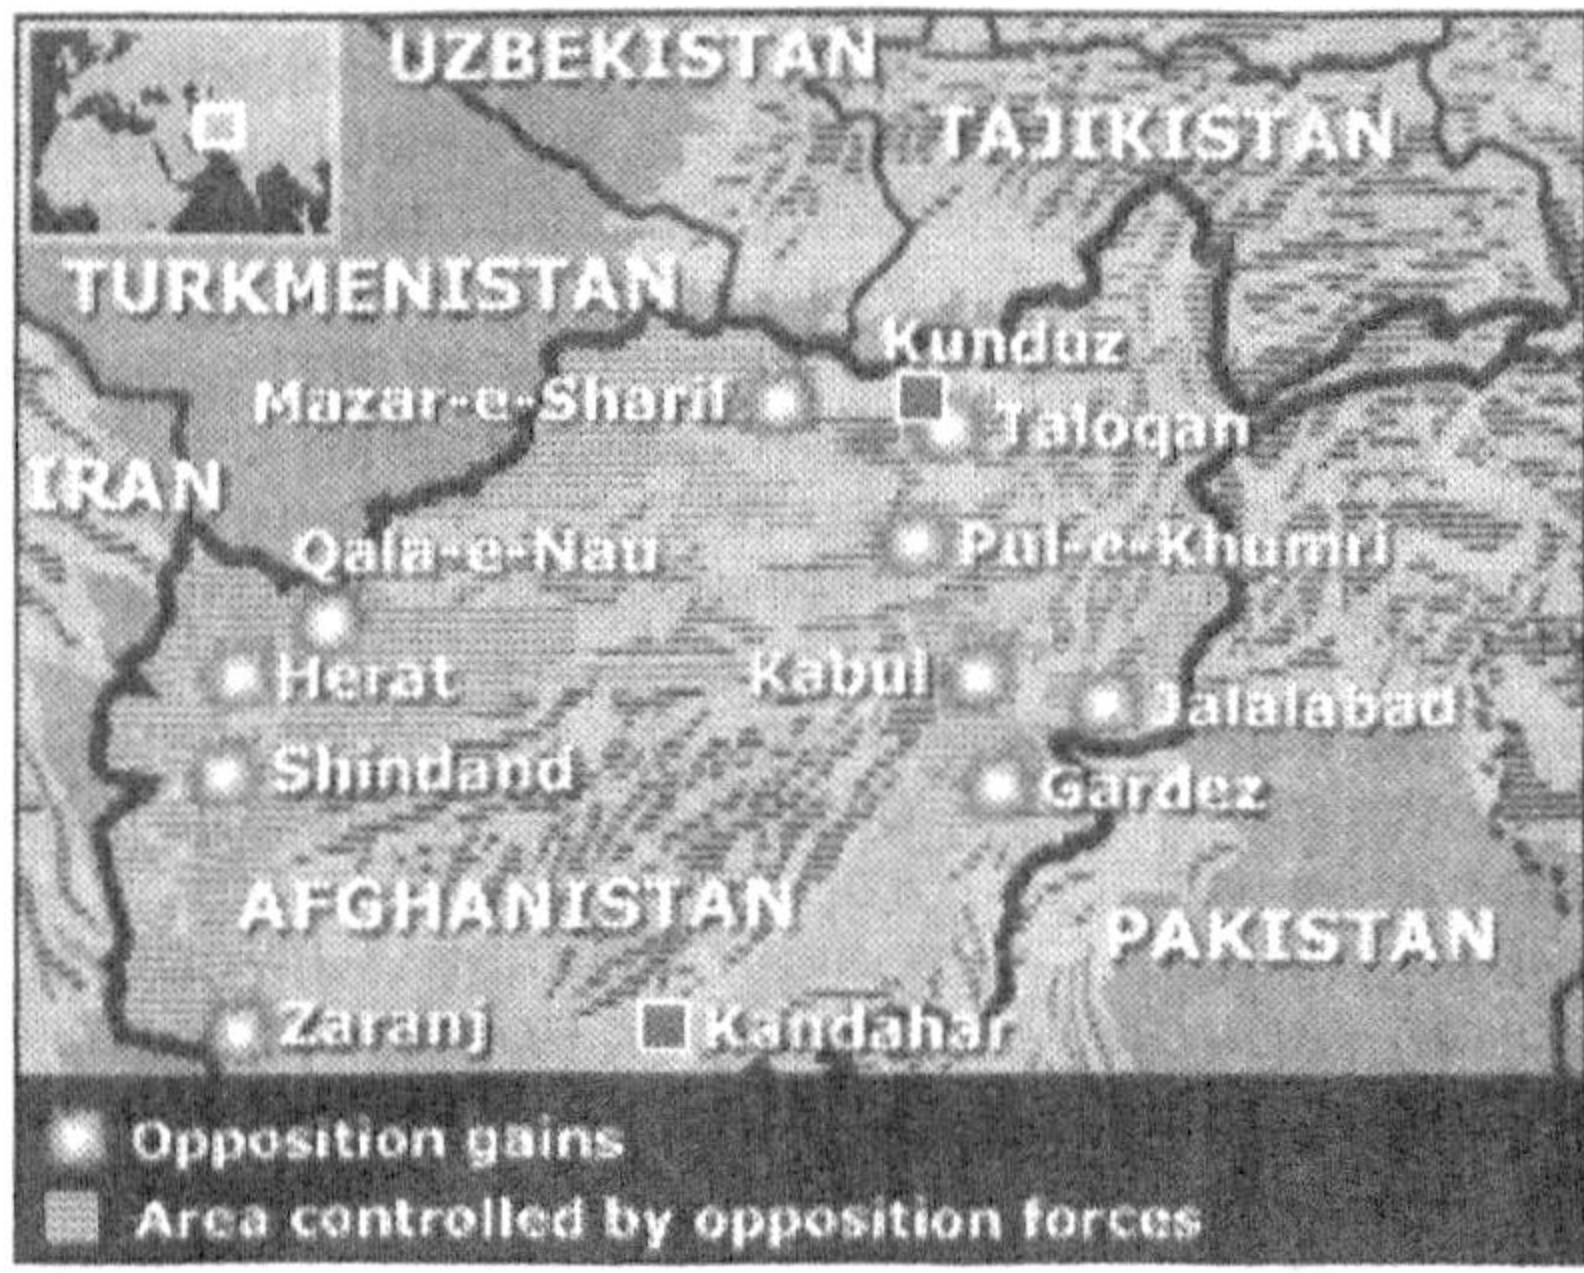 UZBEKISTAN
TAJIKISTAN
TURKMENISTAN
Kunduz
Mazar-e-Sharif
Taloqan
IRAN
Qala-e-Nau
Pul-e-Khumri
Herat
Kabul
Jalalabad
Shindand
Gardez
AFGHANISTAN
PAKISTAN
Zaranj
Kandahar
Opposition gains
Area controlled by opposition forces